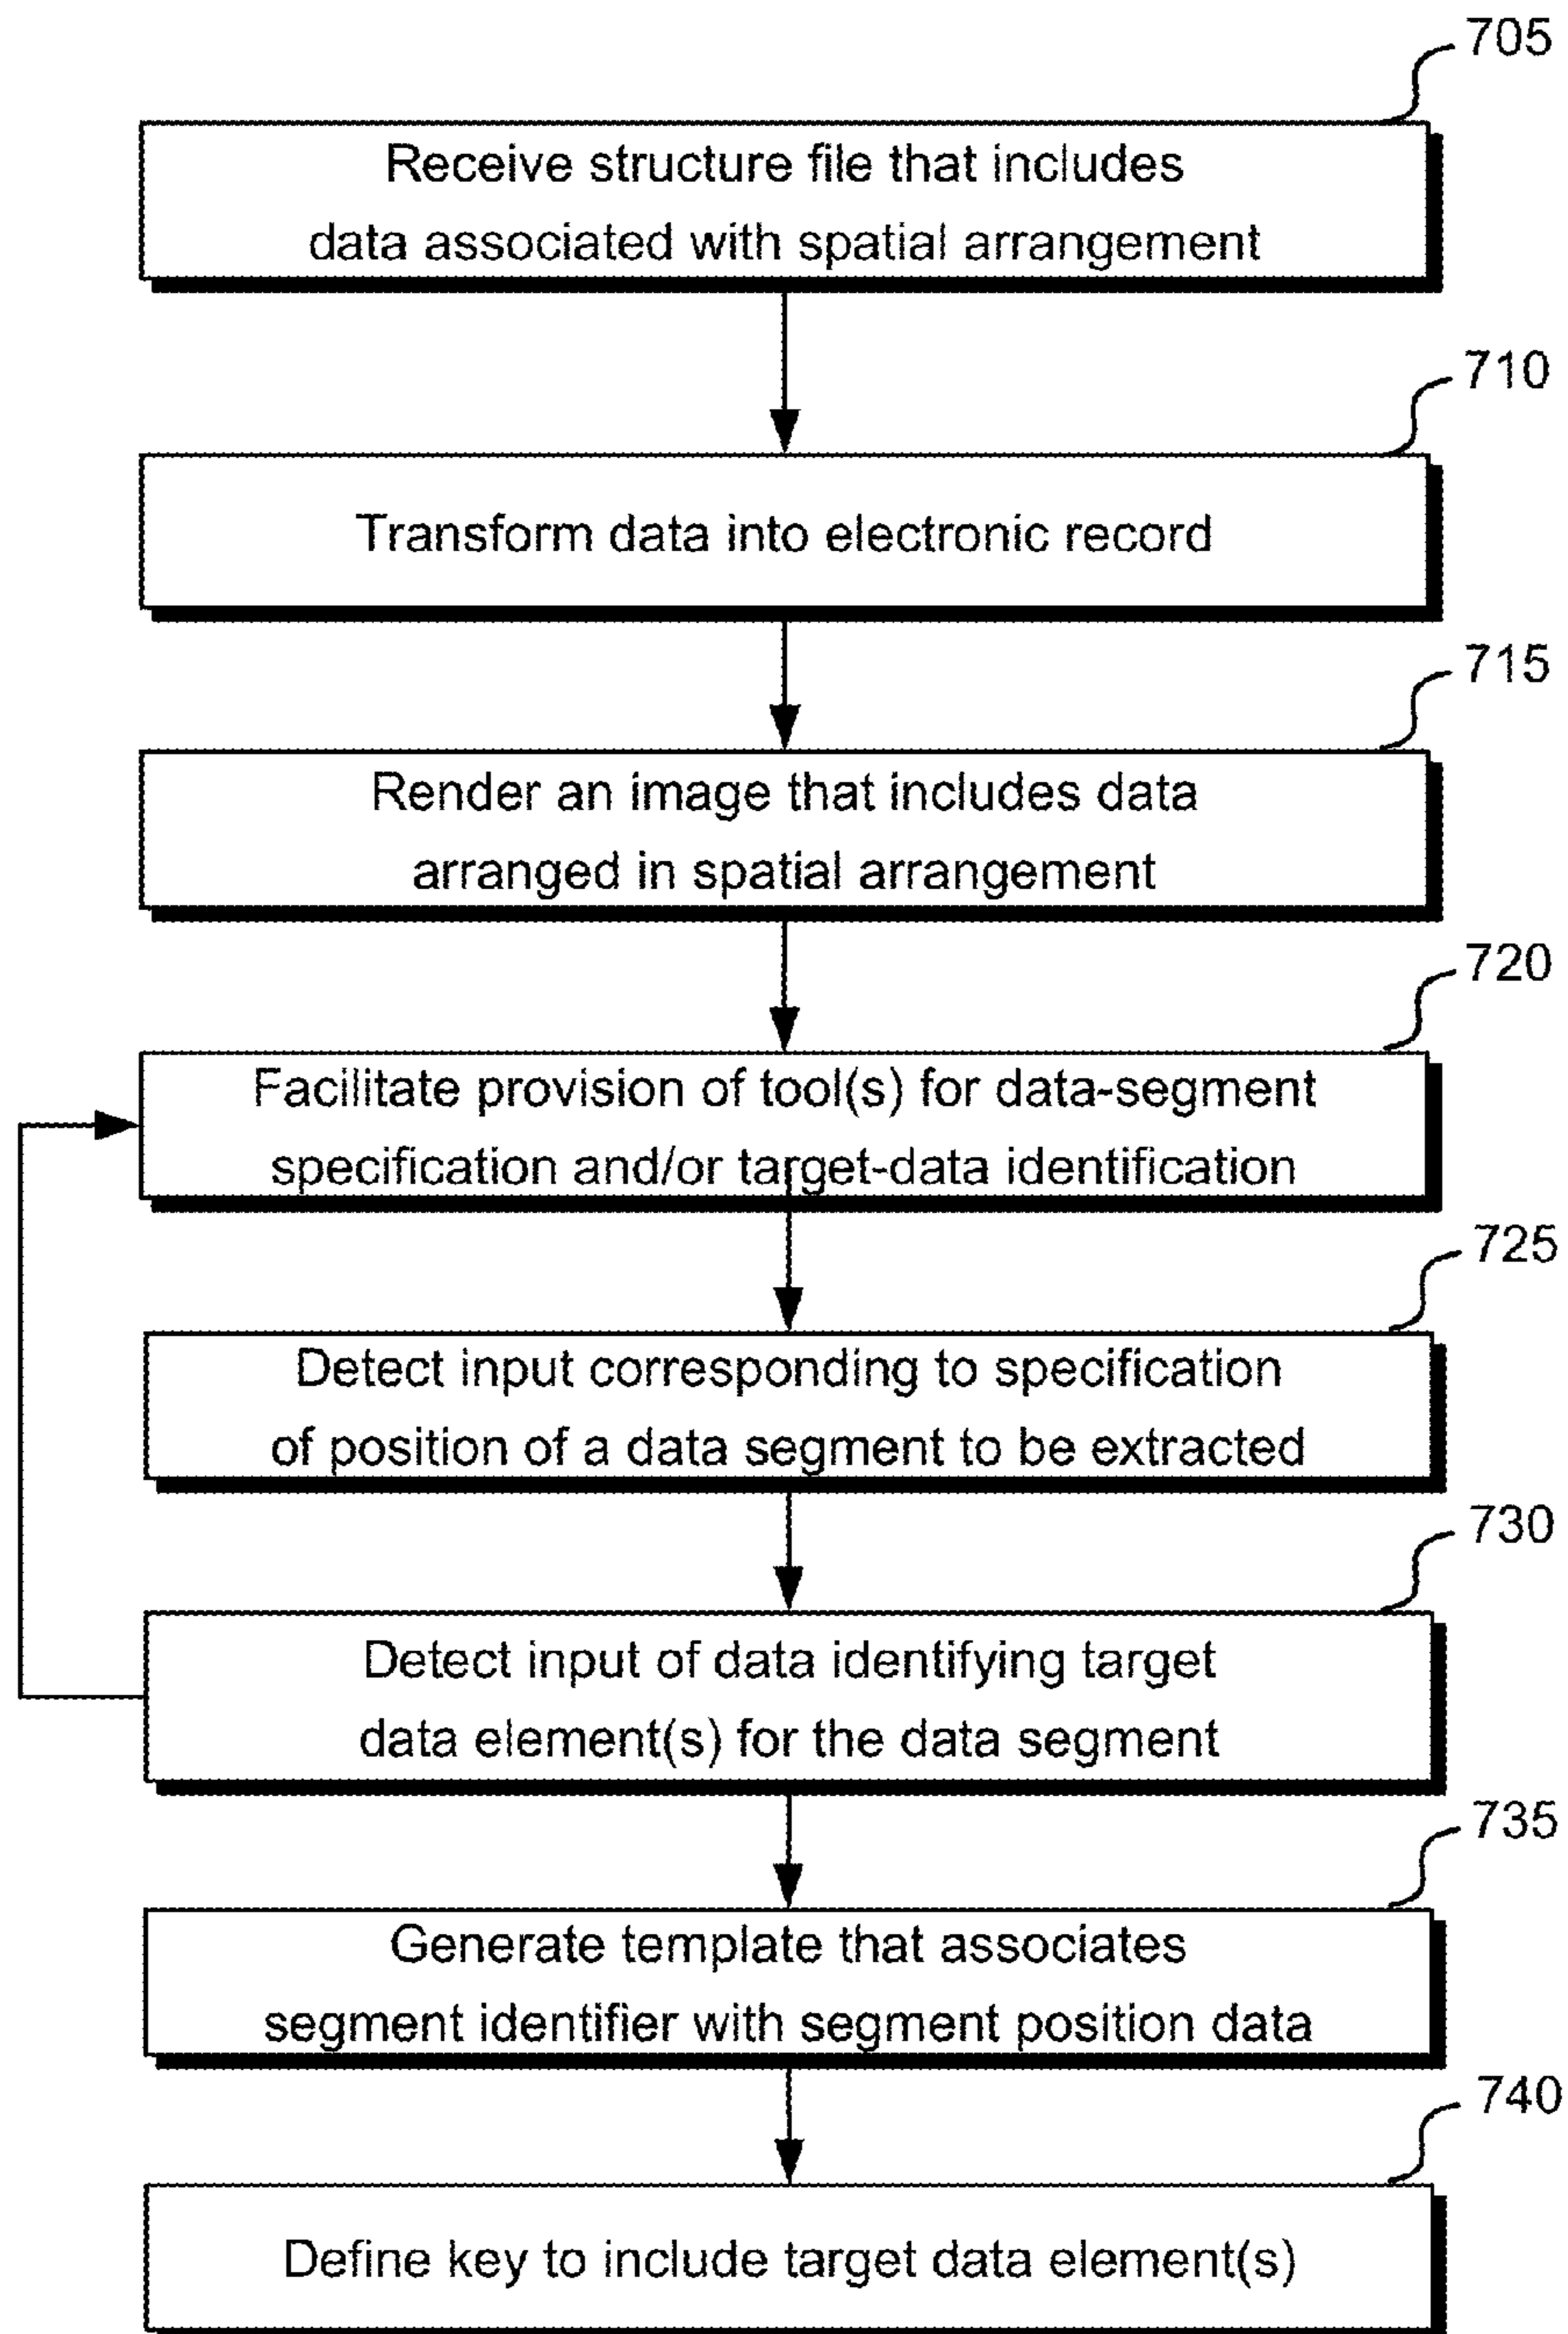 705
Receive structure file that includes
data associated with spatial arrangement
710
Transform data into electronic record
715
Render an image that includes data
arranged in spatial arrangement
720
Facilitate provision of tool(s) for data-segment
specification and/or target-data identification
725
Detect input corresponding to specification
of position of a data segment to be extracted
730
Detect input of data identifying target
data element(s) for the data segment
735
Generate template that associates
segment identifier with segment position data
740
Define key to include target data element(s)